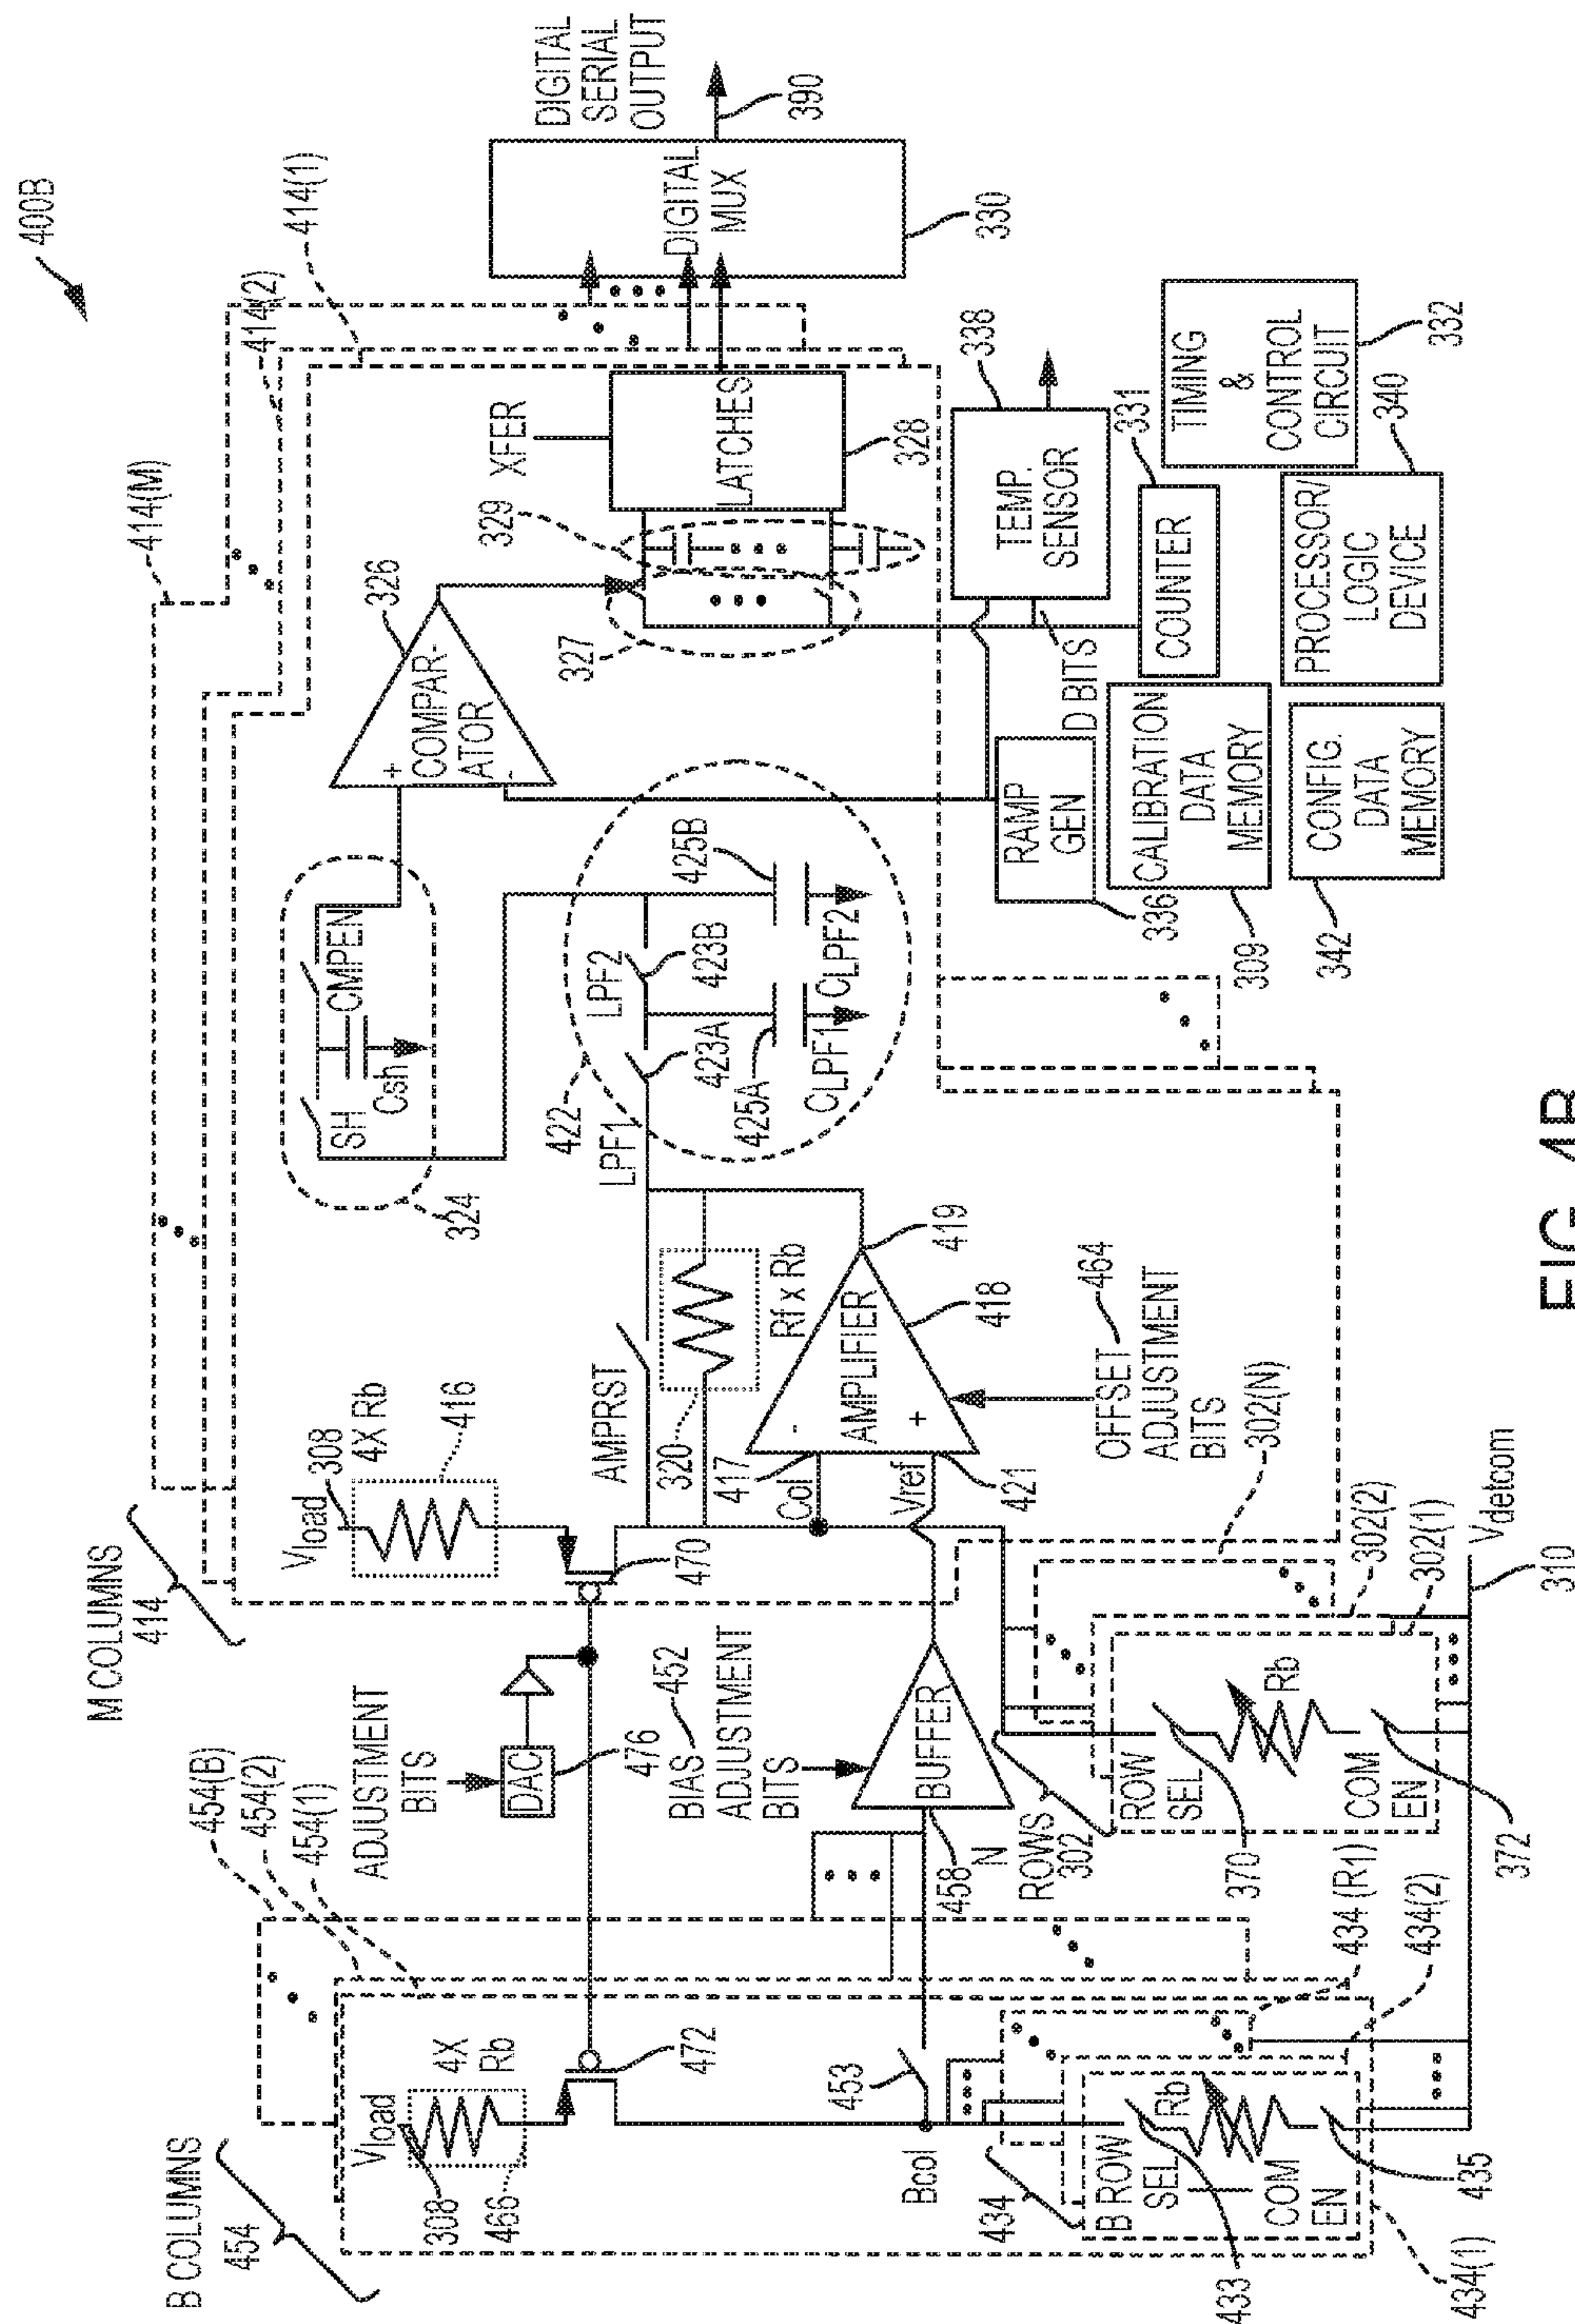 400B
M COLUMNS
414
414(M)
414(2)
414(1)
B COLUMNS
454
454(B)
454(2)
454(1)
ADJUSTMENT
BITS
DAC
476
Vload
308
4X Rb
416
470
AMPRST
320
Rf x Rb
417
Col
-
AMPLIFIER
+
Vref
421
418
419
OFFSET
ADJUSTMENT
BITS
464
SH
Csh
CMPEN
324
LPF1
422
LPF2
423A
423B
425A
425B
CLPF1
CLPF2
+
COMPAR-
ATOR
-
326
327
329
XFER
LATCHES
328
DIGITAL
MUX
330
DIGITAL
SERIAL
OUTPUT
390
TEMP.
SENSOR
338
D BITS
COUNTER
331
TIMING
&
CONTROL
CIRCUIT
332
RAMP
GEN
336
CALIBRATION
DATA
MEMORY
309
PROCESSOR/
LOGIC
DEVICE
340
CONFIG.
DATA
MEMORY
342
Vload
308
4X
Rb
466
472
BIAS
ADJUSTMENT
BITS
452
BUFFER
458
453
Bcol
N
ROWS
302
302(N)
302(2)
302(1)
ROW
SEL
Rb
COM
EN
370
372
434
434 (R1)
434(2)
434(1)
B ROW
SEL
Rb
COM
EN
433
435
Vdetcom
310
FIG. 4B